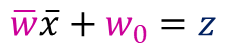 w̅x̄ + w₀ = z